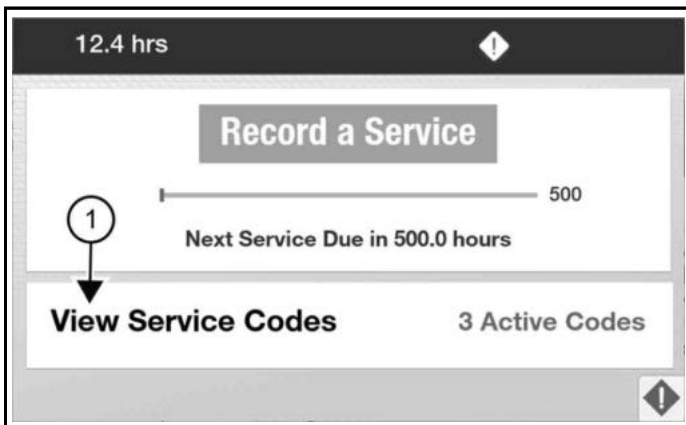 12.4 hrs
Record a Service
500
Next Service Due in 500.0 hours
1
View Service Codes 3 Active Codes